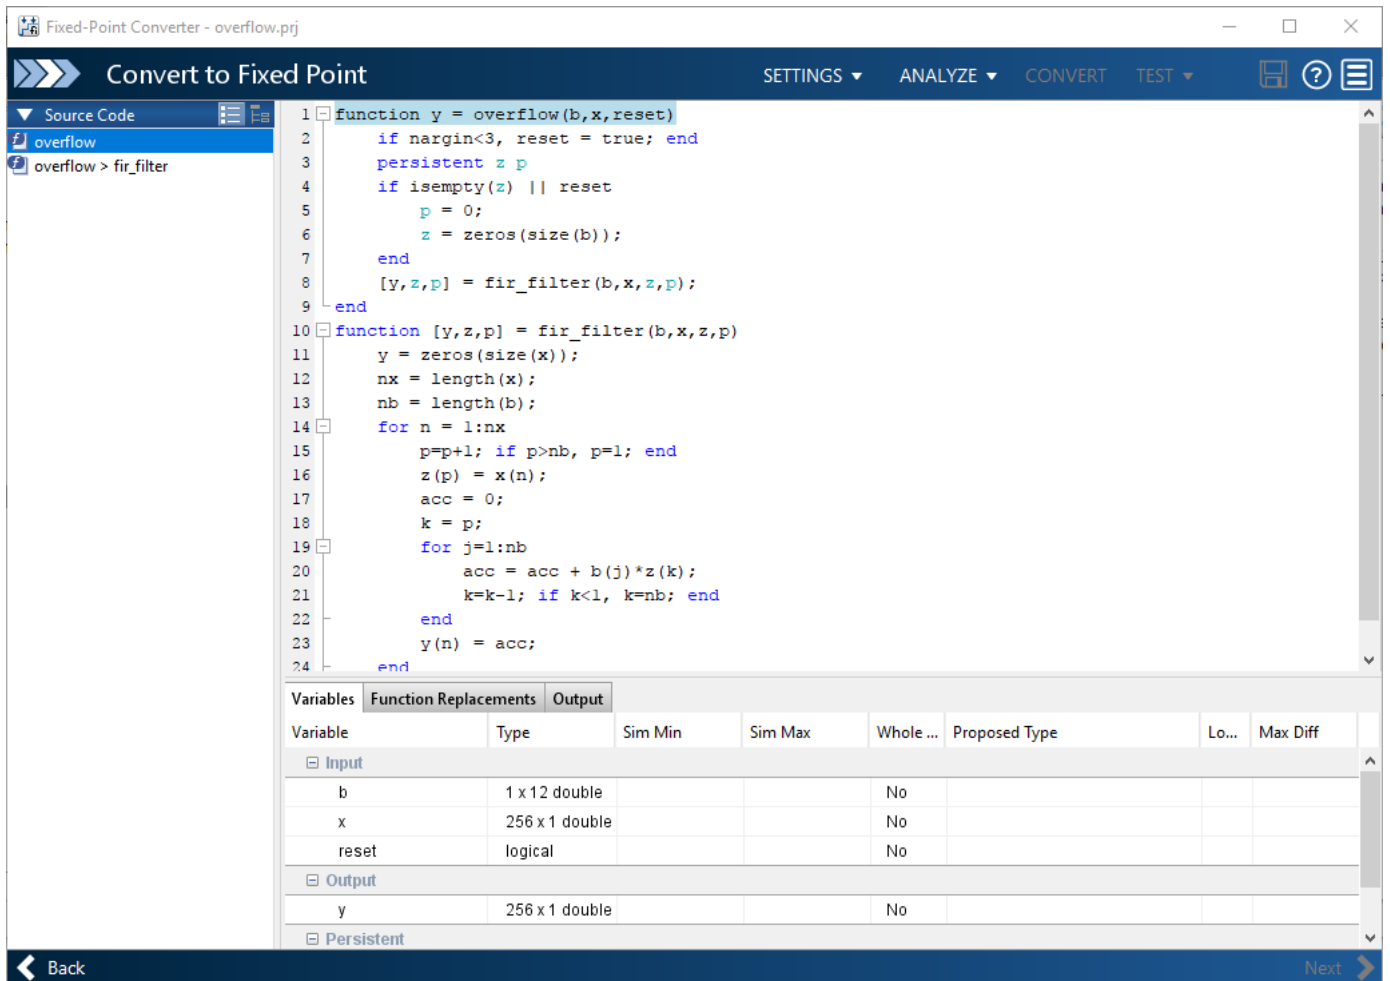 Fixed-Point Converter - overflow.prj
Convert to Fixed Point
SETTINGS ▼ ANALYZE ▼ CONVERT TEST ▼
Source Code
overflow
overflow > fir_filter
1 function y = overflow(b,x,reset)
2 if nargin<3, reset = true; end
3 persistent z p
4 if isempty(z) || reset
5 p = 0;
6 z = zeros(size(b));
7 end
8 [y,z,p] = fir_filter(b,x,z,p);
9 end
10 function [y,z,p] = fir_filter(b,x,z,p)
11 y = zeros(size(x));
12 nx = length(x);
13 nb = length(b);
14 for n = 1:nx
15 p=p+1; if p>nb, p=1; end
16 z(p) = x(n);
17 acc = 0;
18 k = p;
19 for j=1:nb
20 acc = acc + b(j)*z(k);
21 k=k-1; if k<1, k=nb; end
22 end
23 y(n) = acc;
24 end
Variables Function Replacements Output
Variable Type Sim Min Sim Max Whole ... Proposed Type Lo... Max Diff
Input
b 1 x 12 double No
x 256 x 1 double No
reset logical No
Output
y 256 x 1 double No
Persistent
Back Next